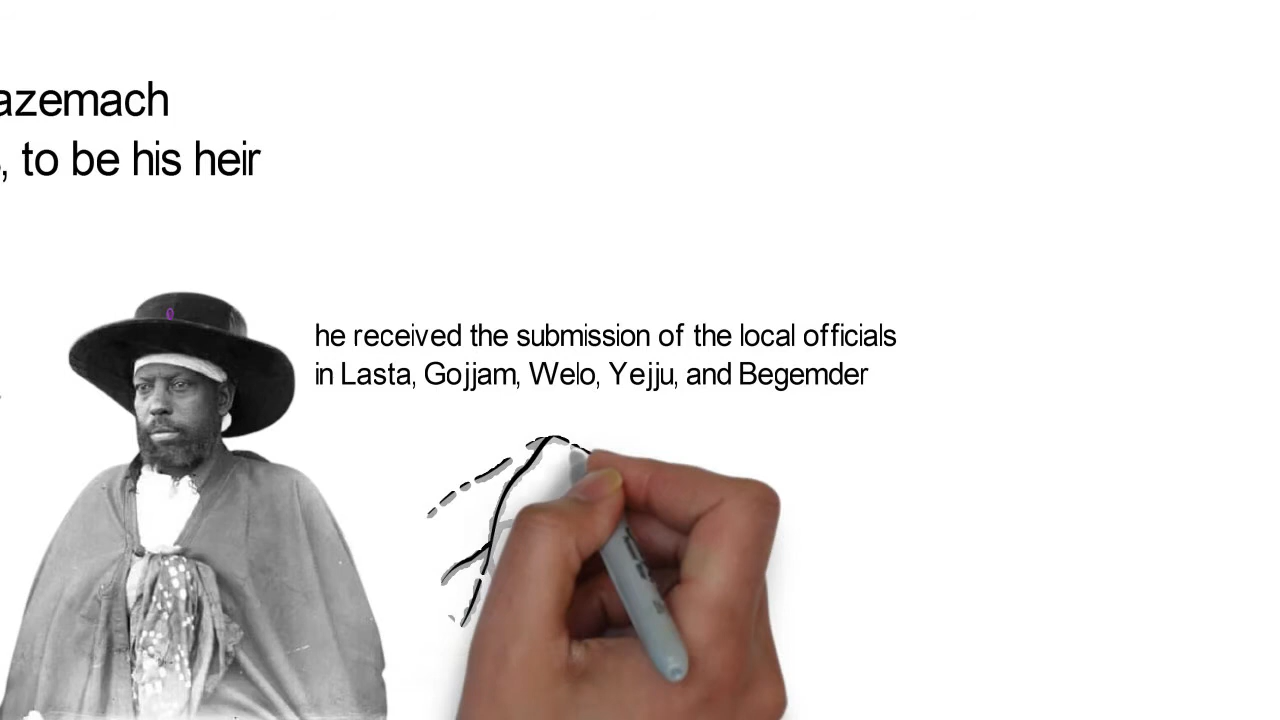 azemach
, to be his heir
he received the submission of the local officials
in Lasta, Gojjam, Welo, Yejju, and Begemder